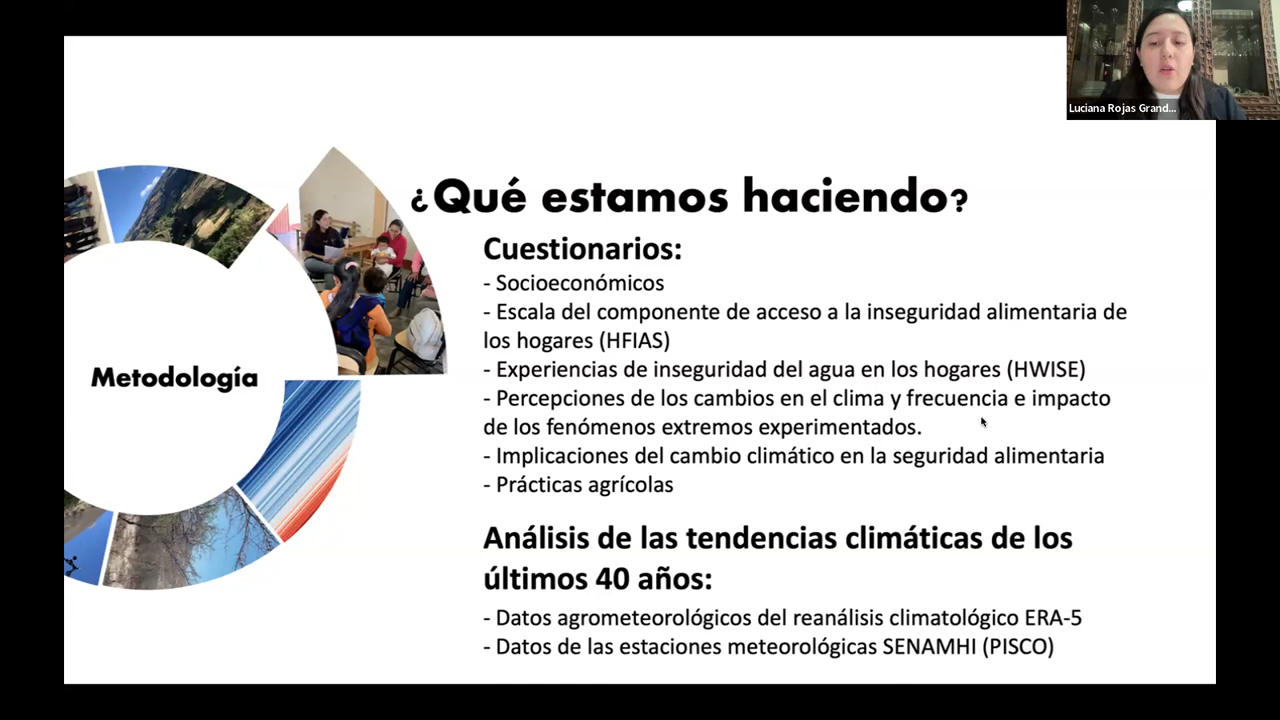 Luciana Rojas Grand...
¿Qué estamos haciendo?
Cuestionarios:
- Socioeconómicos
- Escala del componente de acceso a la inseguridad alimentaria de
los hogares (HFIAS)
- Experiencias de inseguridad del agua en los hogares (HWISE)
- Percepciones de los cambios en el clima y frecuencia e impacto
de los fenómenos extremos experimentados.
- Implicaciones del cambio climático en la seguridad alimentaria
- Prácticas agrícolas
Metodología
Análisis de las tendencias climáticas de los
últimos 40 años:
- Datos agrometeorológicos del reanálisis climatológico ERA-5
- Datos de las estaciones meteorológicas SENAMHI (PISCO)